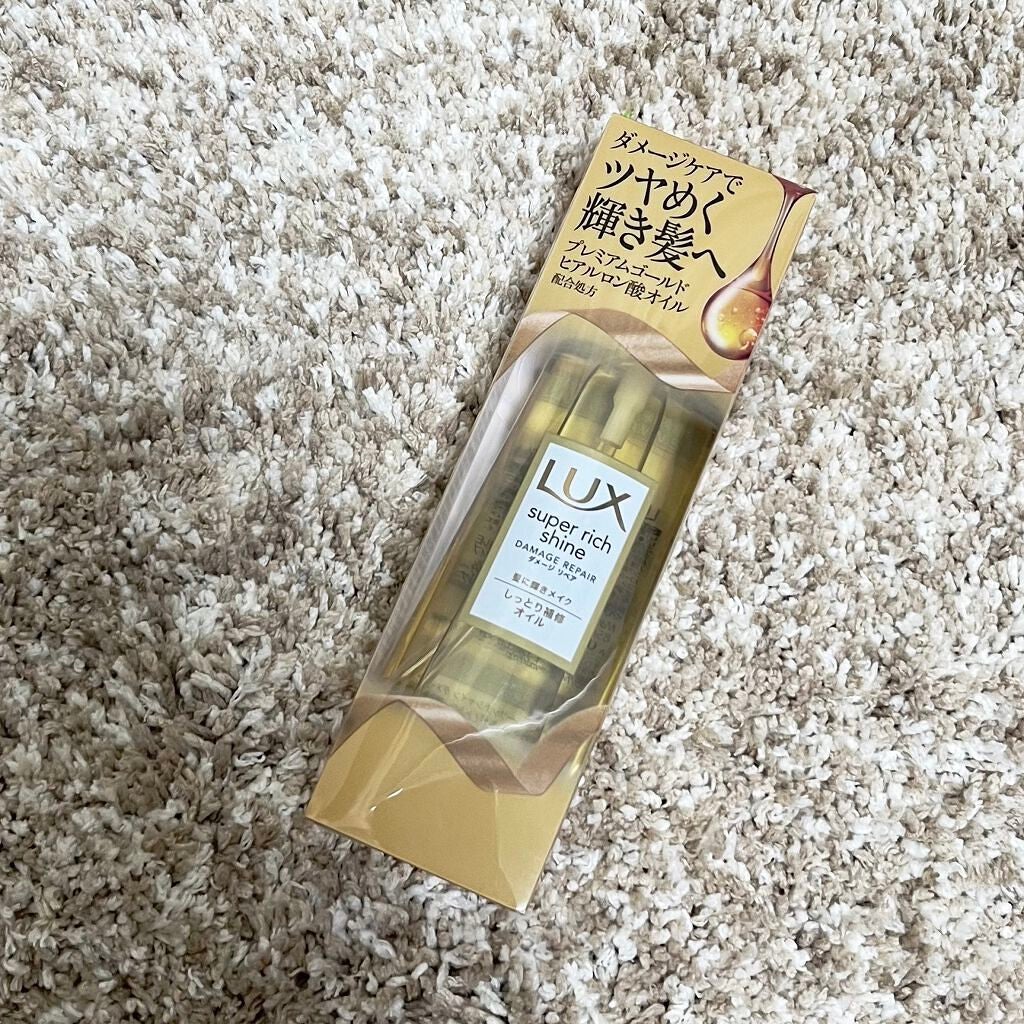 ダメージケアで
ツヤめく
輝き髪へ
プレミアムゴールド
ヒアルロン酸オイル
配合処方
LUX
super rich
shine
DAMAGE REPAIR
ダメージリペア
髪に輝きメイク
しっとり補修
オイル